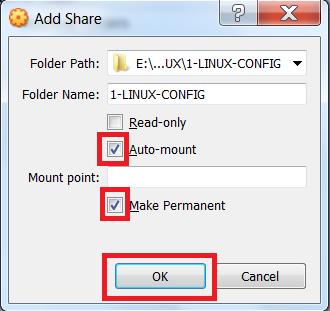 Add Share
Folder Path: E:\...UX\1-LINUX-CONFIG
Folder Name: 1-LINUX-CONFIG
Read-only
Auto-mount
Mount point:
Make Permanent
OK Cancel